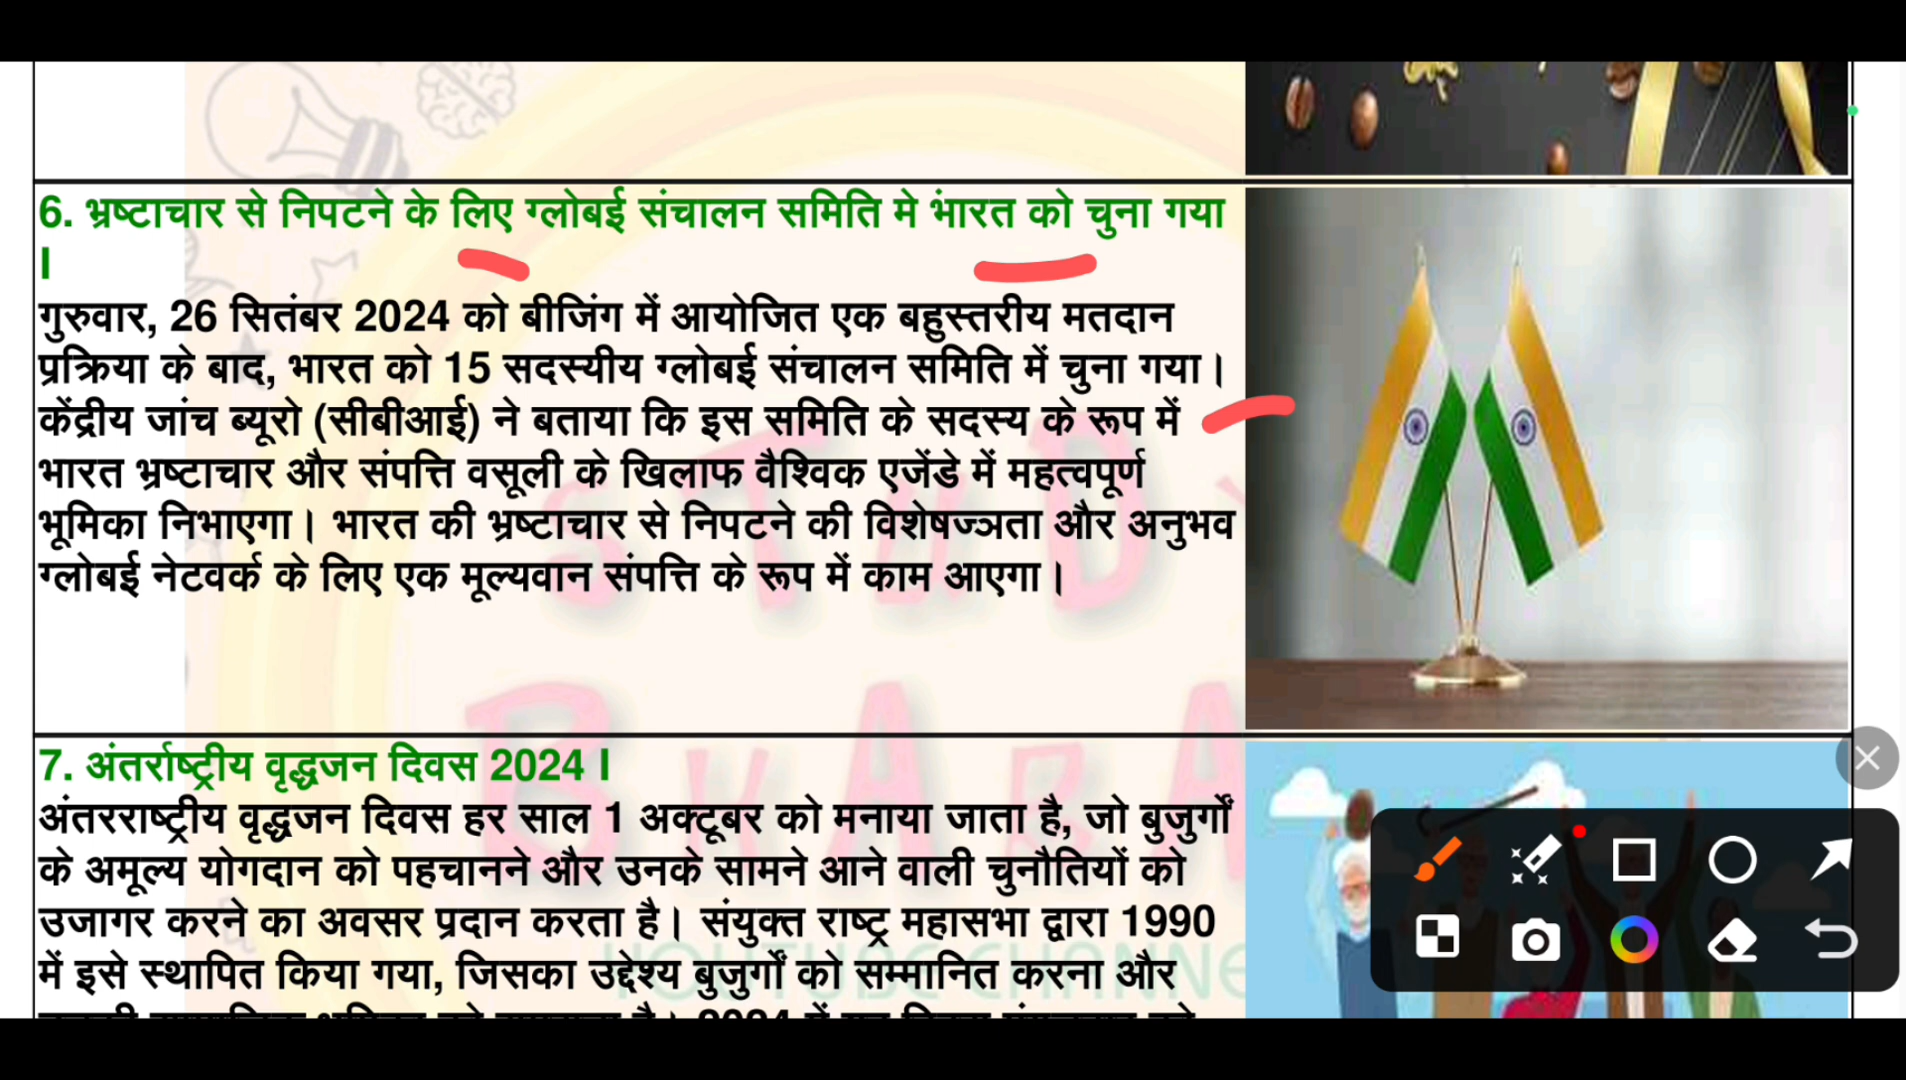 6. भ्रष्टाचार से निपटने के लिए ग्लोबई संचालन समिति मे भारत को चुना गया
I
गुरुवार, 26 सितंबर 2024 को बीजिंग में आयोजित एक बहुस्तरीय मतदान
प्रक्रिया के बाद, भारत को 15 सदस्यीय ग्लोबई संचालन समिति में चुना गया।
केंद्रीय जांच ब्यूरो (सीबीआई) ने बताया कि इस समिति के सदस्य के रूप में
भारत भ्रष्टाचार और संपत्ति वसूली के खिलाफ वैश्विक एजेंडे में महत्वपूर्ण
भूमिका निभाएगा। भारत की भ्रष्टाचार से निपटने की विशेषज्ञता और अनुभव
ग्लोबई नेटवर्क के लिए एक मूल्यवान संपत्ति के रूप में काम आएगा।
7. अंतर्राष्ट्रीय वृद्धजन दिवस 2024 I
अंतरराष्ट्रीय वृद्धजन दिवस हर साल 1 अक्टूबर को मनाया जाता है, जो बुजुर्गों
के अमूल्य योगदान को पहचानने और उनके सामने आने वाली चुनौतियों को
उजागर करने का अवसर प्रदान करता है। संयुक्त राष्ट्र महासभा द्वारा 1990
में इसे स्थापित किया गया, जिसका उद्देश्य बुजुर्गों को सम्मानित करना और
STUDY
BHARA
YOUTUBE CHANNE